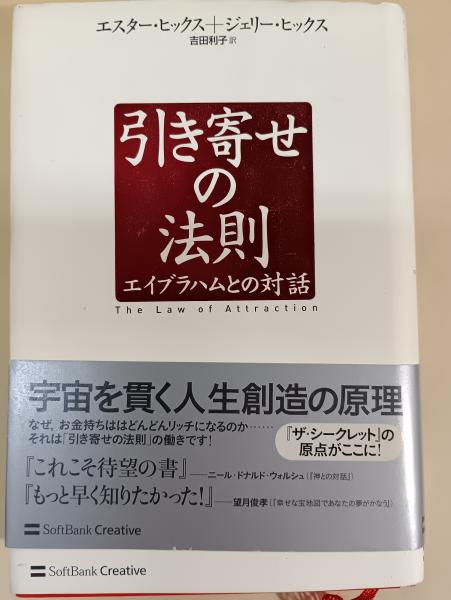 エスター・ヒックス+ジェリー・ヒックス
吉田利子 訳
引き寄せ
の
法則
エイブラハムとの対話
The Law of Attraction
宇宙を貫く人生創造の原理
なぜ、お金持ちはどんどんリッチになるのか……
それは「引き寄せの法則」の働きです!
『ザ・シークレット』の
原点がここに!
『これこそ待望の書』——ニール・ドナルド・ウォルシュ(『神との対話』)
『もっと早く知りたかった!』——望月俊孝(『幸せな宝地図であなたの夢がかなう』)
SoftBank Creative
SoftBank Creative